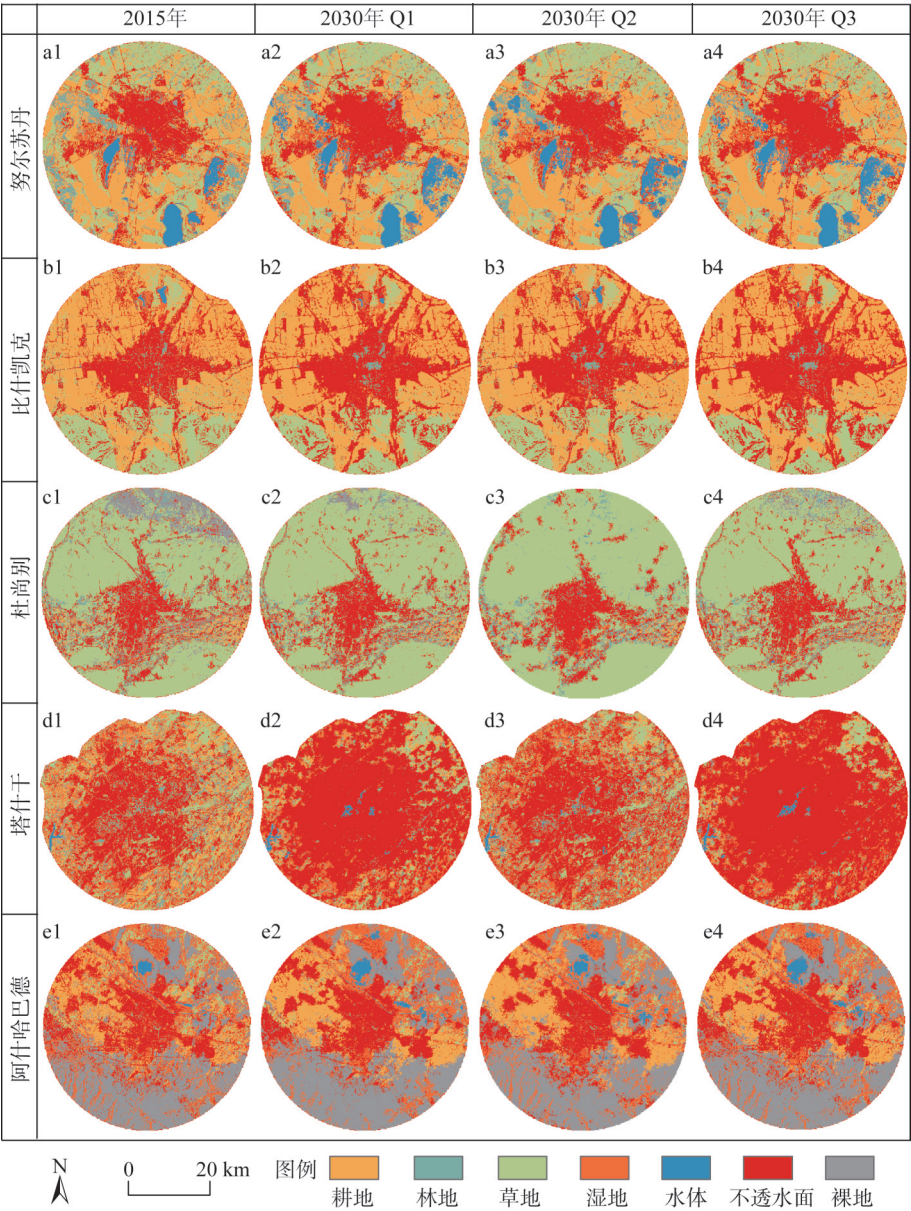 2015年 2030年 Q1 2030年 Q2 2030年 Q3
努尔苏丹
a1 a2 a3 a4
比什凯克
b1 b2 b3 b4
杜尚别
c1 c2 c3 c4
塔什干
d1 d2 d3 d4
阿什哈巴德
e1 e2 e3 e4
N 0 20 km 图例
耕地 林地 草地 湿地 水体 不透水面 裸地